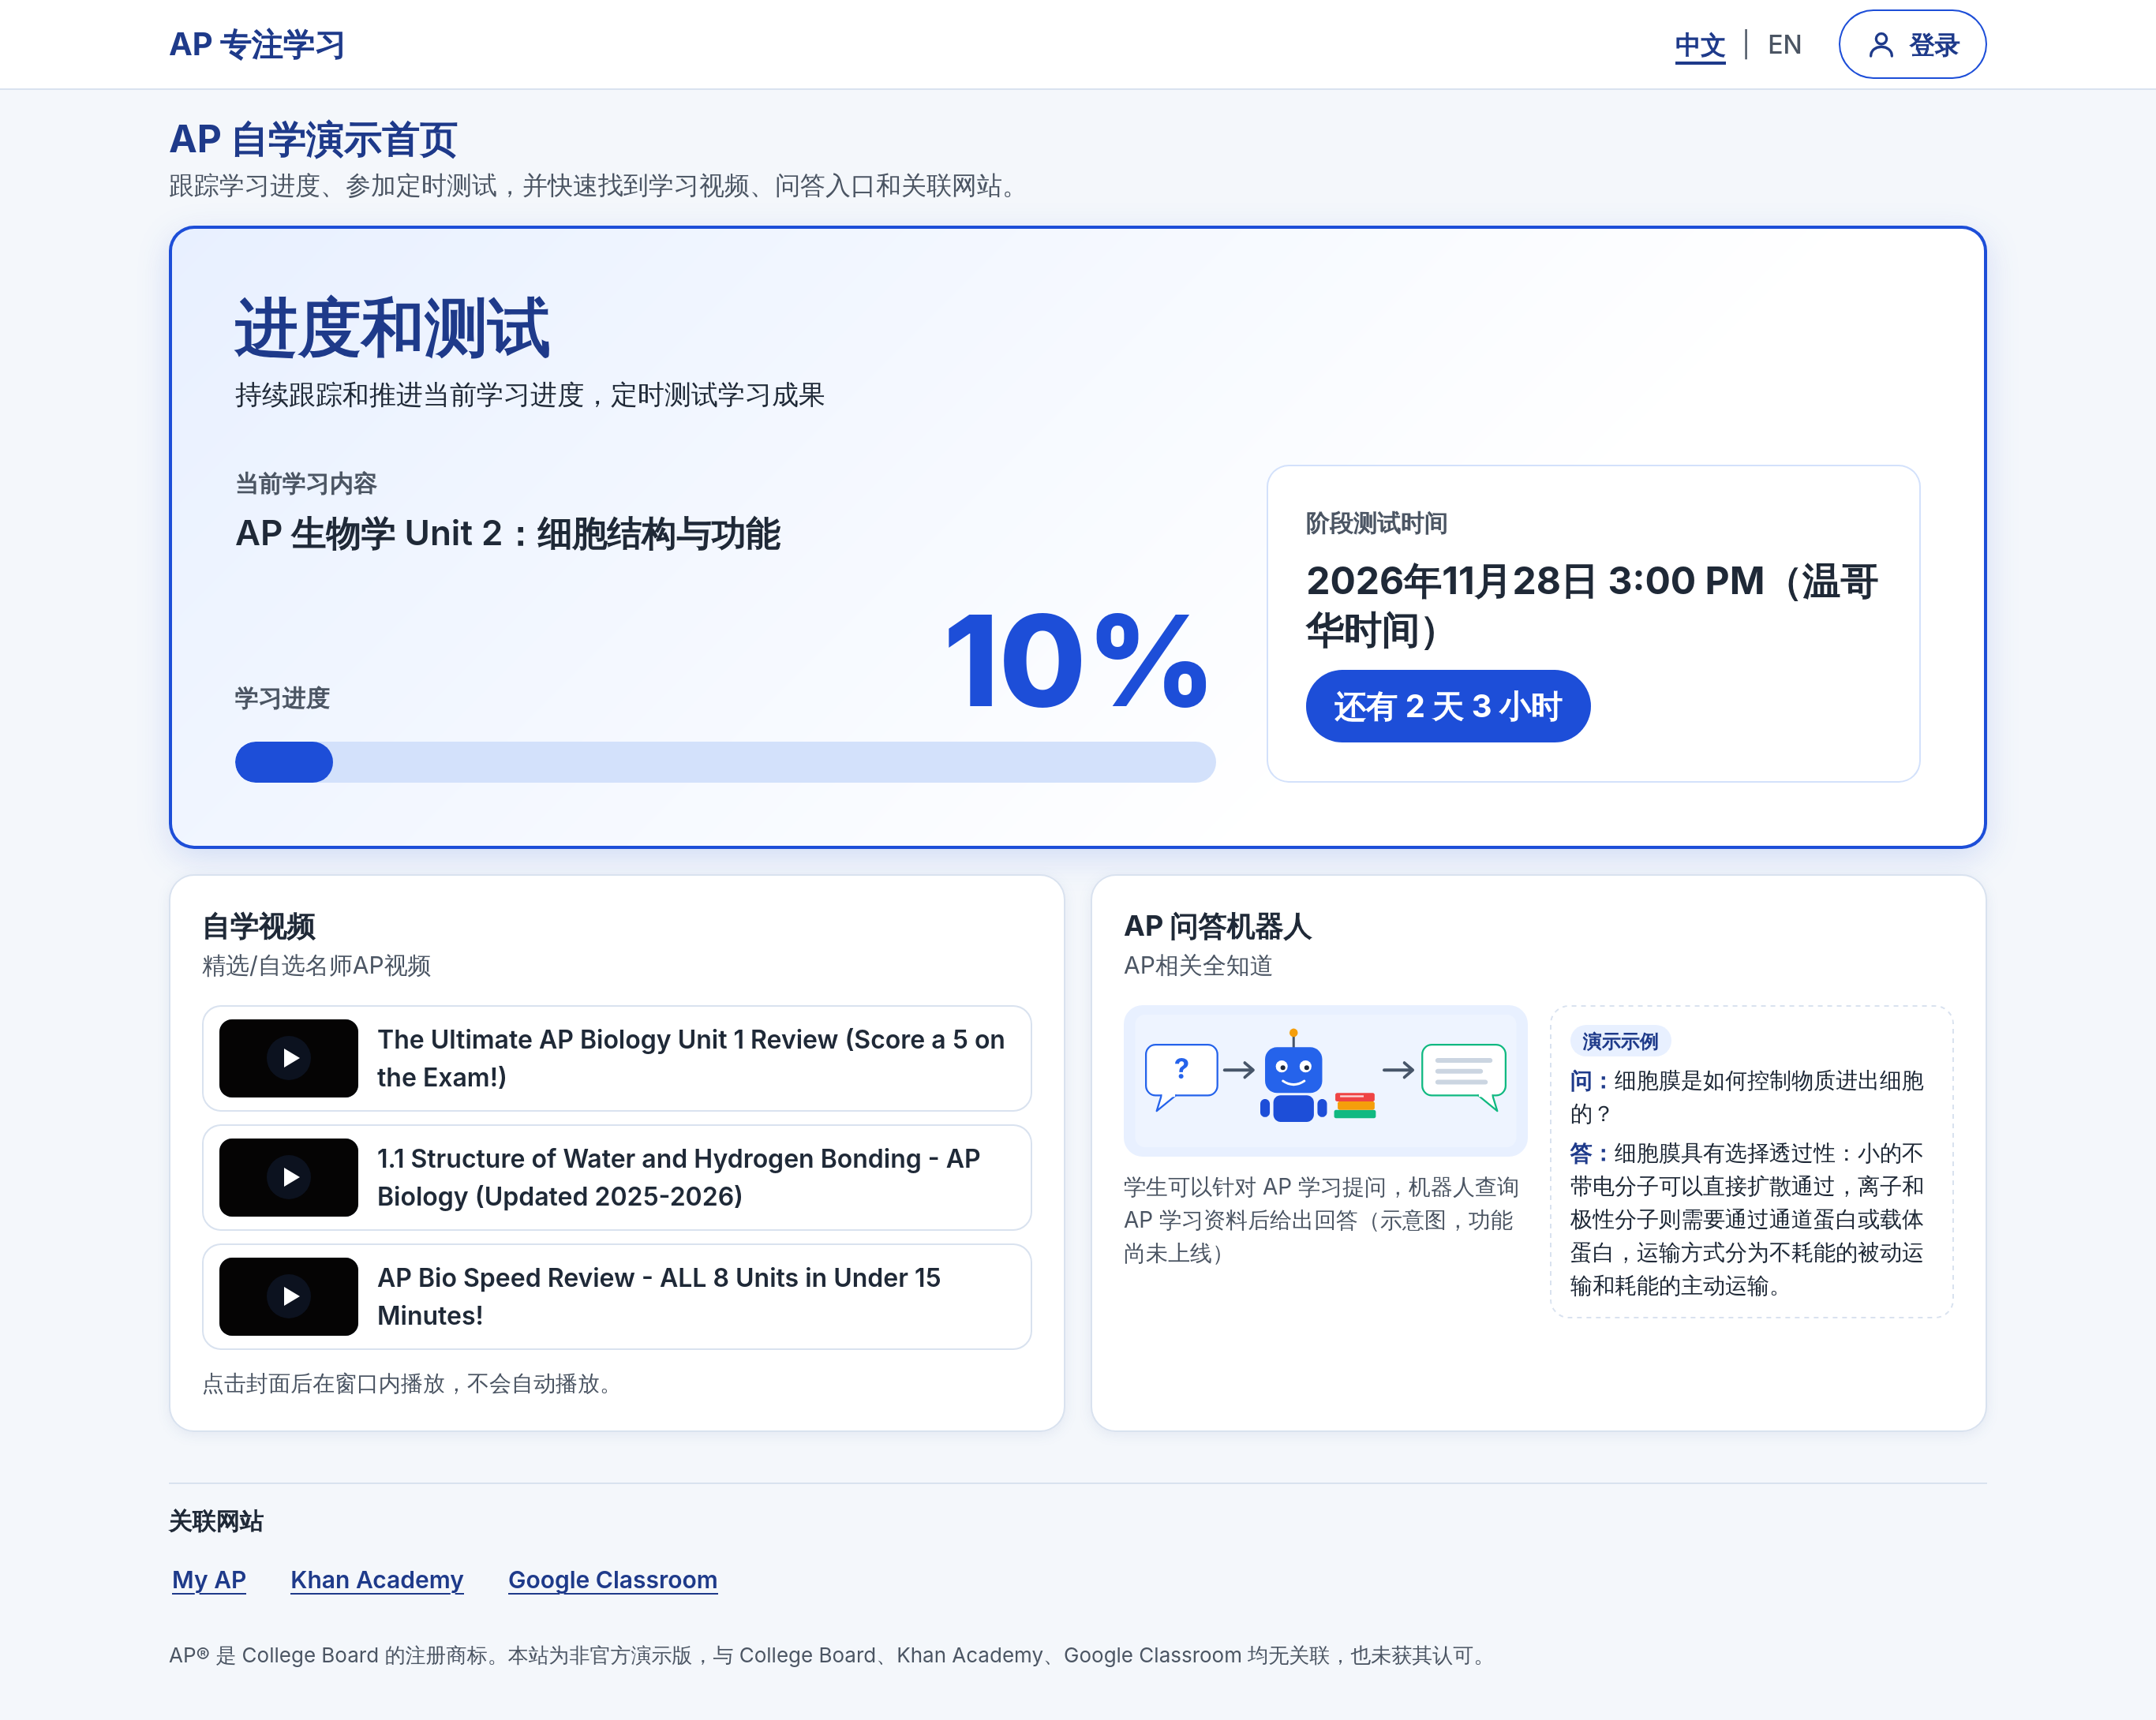 AP 专注学习
中文 | EN 登录
AP 自学演示首页
跟踪学习进度、参加定时测试，并快速找到学习视频、问答入口和关联网站。
进度和测试
持续跟踪和推进当前学习进度，定时测试学习成果
当前学习内容
AP 生物学 Unit 2：细胞结构与功能
学习进度
10%
阶段测试时间
2026年11月28日 3:00 PM（温哥
华时间）
还有 2 天 3 小时
自学视频
精选/自选名师AP视频
The Ultimate AP Biology Unit 1 Review (Score a 5 on
the Exam!)
1.1 Structure of Water and Hydrogen Bonding - AP
Biology (Updated 2025-2026)
AP Bio Speed Review - ALL 8 Units in Under 15
Minutes!
点击封面后在窗口内播放，不会自动播放。
AP 问答机器人
AP相关全知道
?
学生可以针对 AP 学习提问，机器人查询
AP 学习资料后给出回答（示意图，功能
尚未上线）
演示示例
问：细胞膜是如何控制物质进出细胞
的？
答：细胞膜具有选择透过性：小的不
带电分子可以直接扩散通过，离子和
极性分子则需要通过通道蛋白或载体
蛋白，运输方式分为不耗能的被动运
输和耗能的主动运输。
关联网站
My AP Khan Academy Google Classroom
AP® 是 College Board 的注册商标。本站为非官方演示版，与 College Board、Khan Academy、Google Classroom 均无关联，也未获其认可。